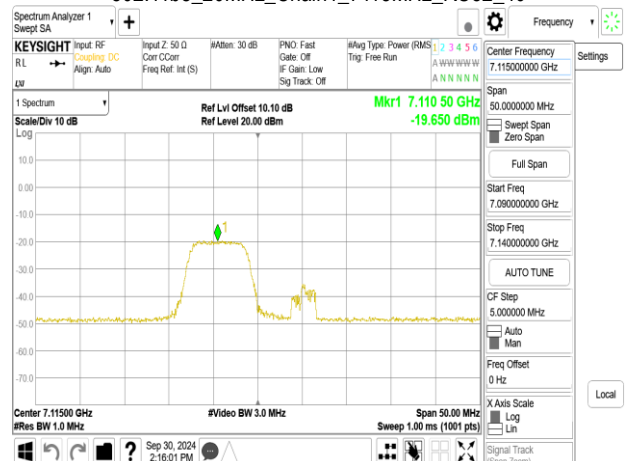 Spectrum Analyzer 1
Swept SA
Frequency
KEYSIGHT
RL
Input: RF
Coupling: DC
Align: Auto
Input Z: 50 Ω
Corr CCorr
Freq Ref: Int (S)
#Atten: 30 dB
PNO: Fast
Gate: Off
IF Gain: Low
Sig Track: Off
#Avg Type: Power (RMS
Trig: Free Run
1 2 3 4 5 6
A W W W W W
A N N N N N
1 Spectrum
Scale/Div 10 dB
Log
Ref Lvl Offset 10.10 dB
Ref Level 20.00 dBm
Mkr1 7.110 50 GHz
-19.650 dBm
1
10.0
0.00
-10.0
-20.0
-30.0
-40.0
-50.0
-60.0
-70.0
Center 7.11500 GHz
#Res BW 1.0 MHz
#Video BW 3.0 MHz
Span 50.00 MHz
Sweep 1.00 ms (1001 pts)
Sep 30, 2024
2:16:01 PM
Center Frequency
7.115000000 GHz
Settings
Span
50.0000000 MHz
Swept Span
Zero Span
Full Span
Start Freq
7.090000000 GHz
Stop Freq
7.140000000 GHz
AUTO TUNE
CF Step
5.000000 MHz
Auto
Man
Freq Offset
0 Hz
X Axis Scale
Log
Lin
Local
Signal Track